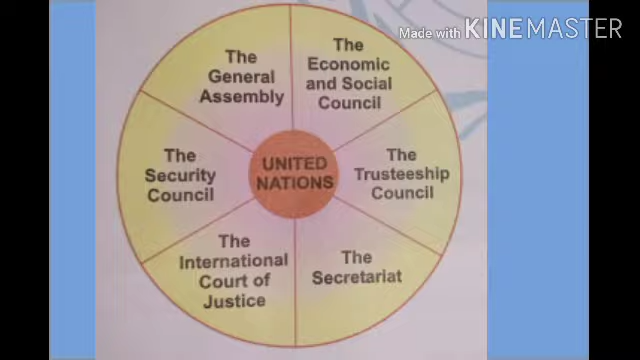 Made with KINEMASTER
The
General
Assembly
The
Economic
and Social
Council
The
Security
Council
UNITED
NATIONS
The
Trusteeship
Council
The
International
Court of
Justice
The
Secretariat